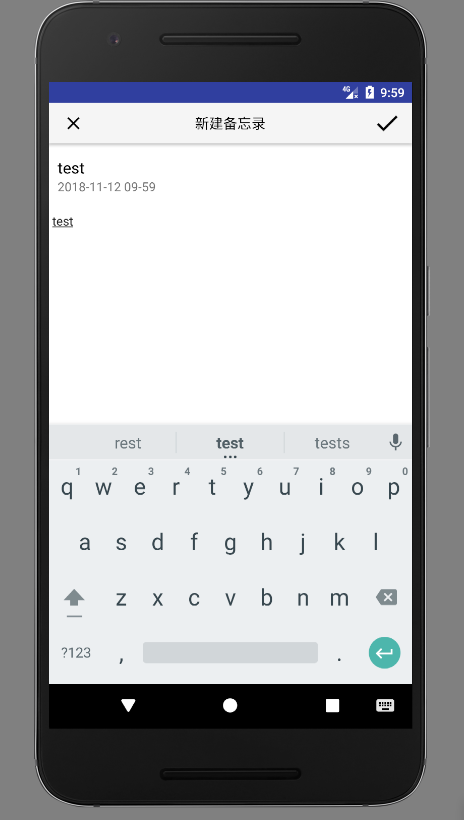 4G 9:59
新建备忘录
test
2018-11-12 09-59
test
rest test tests
1 2 3 4 5 6 7 8 9 0
q w e r t y u i o p
a s d f g h j k l
z x c v b n m
?123 , .